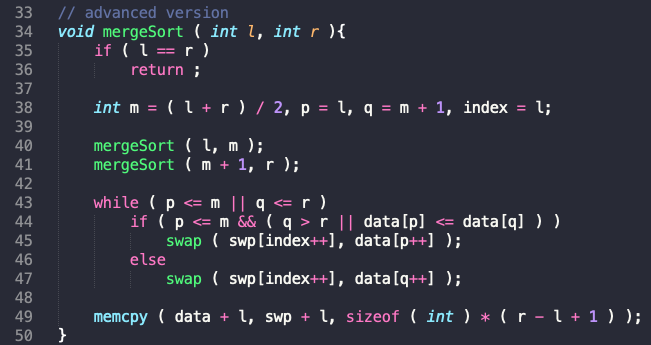 33 // advanced version
34 void mergeSort ( int l, int r ){
35     if ( l == r )
36         return ;
37
38     int m = ( l + r ) / 2, p = l, q = m + 1, index = l;
39
40     mergeSort ( l, m );
41     mergeSort ( m + 1, r );
42
43     while ( p <= m || q <= r )
44         if ( p <= m && ( q > r || data[p] <= data[q] ) )
45             swap ( swp[index++], data[p++] );
46         else
47             swap ( swp[index++], data[q++] );
48
49     memcpy ( data + l, swp + l, sizeof ( int ) * ( r - l + 1 ) );
50 }